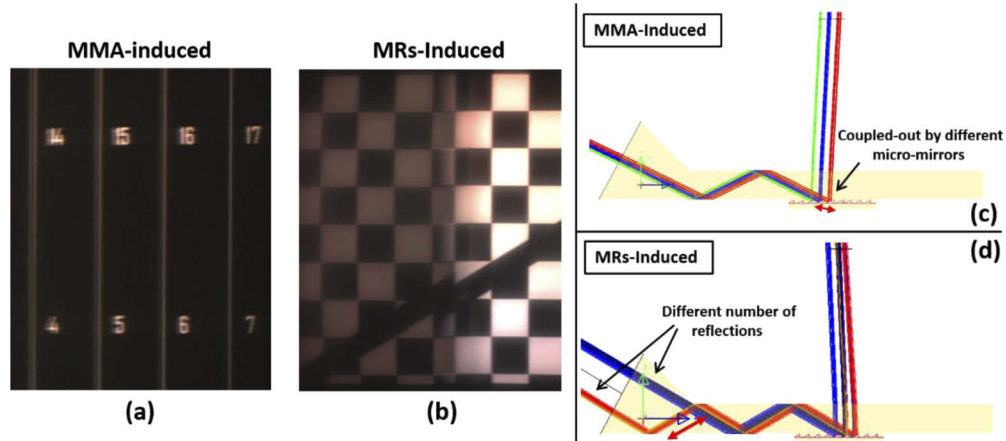 MMA-induced
14 15 16 17
4 5 6 7
(a)
MRs-Induced
(b)
MMA-Induced
Coupled-out by different
micro-mirrors
(c)
MRs-Induced
(d)
Different number of
reflections